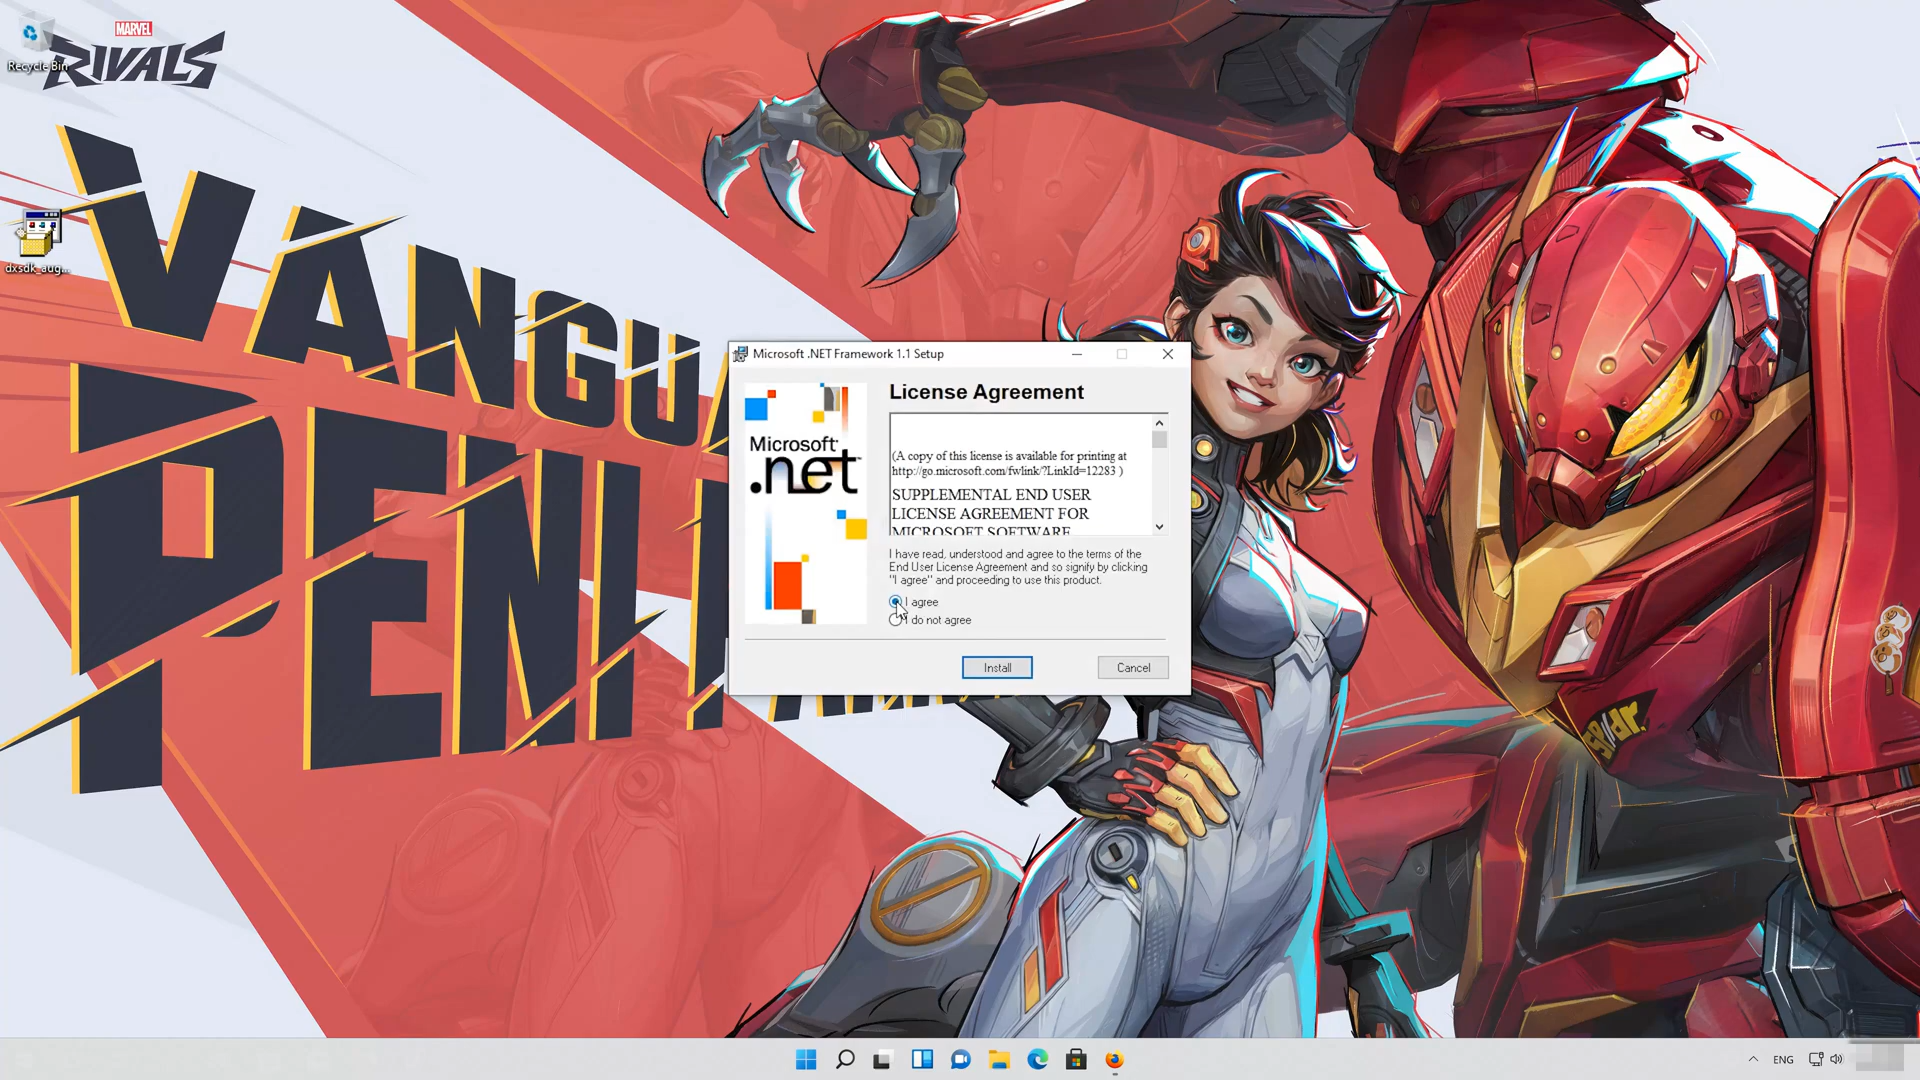 MARVEL
RIVALS
Recycle Bin
dxsdk_aug...
VANGU
PENI
Microsoft .NET Framework 1.1 Setup
License Agreement
Microsoft
.net
(A copy of this license is available for printing at
http://go.microsoft.com/fwlink/?LinkId=12283 )
SUPPLEMENTAL END USER
LICENSE AGREEMENT FOR
MICROSOFT SOFTWARE
I have read, understood and agree to the terms of the
End User License Agreement and so signify by clicking
"I agree" and proceeding to use this product.
I agree
I do not agree
Install
Cancel
sp//dr
ENG